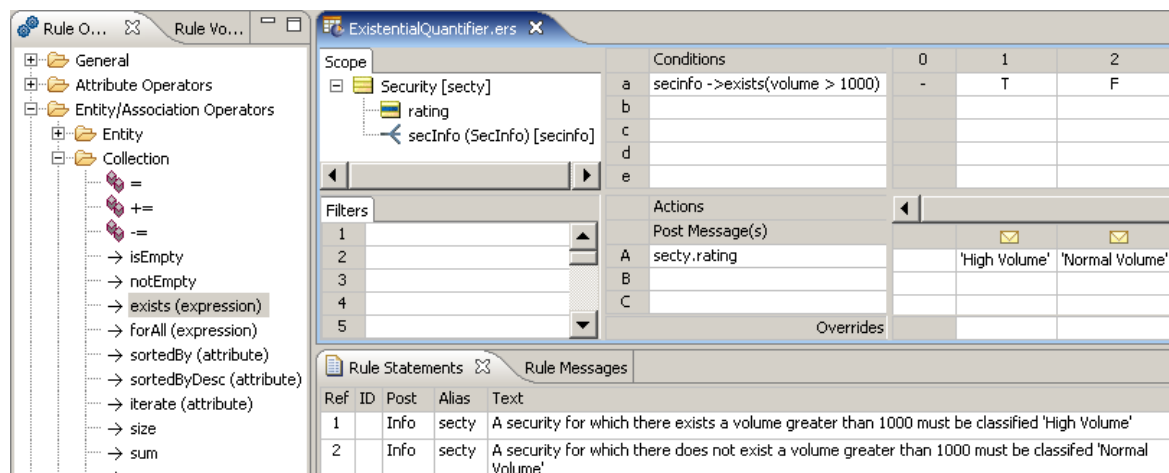 Rule O...
Rule Vo...
General
Attribute Operators
Entity/Association Operators
Entity
Collection
=
+=
-=
isEmpty
notEmpty
exists (expression)
forAll (expression)
sortedBy (attribute)
sortedByDesc (attribute)
iterate (attribute)
size
sum
ExistentialQuantifier.ers
Scope
Security [secty]
rating
secInfo (SecInfo) [secinfo]
Filters
1
2
3
4
5
Conditions 0 1 2
a secinfo ->exists(volume > 1000) - T F
b
c
d
e
Actions
Post Message(s)
A secty.rating 'High Volume' 'Normal Volume'
B
C
Overrides
Rule Statements Rule Messages
Ref ID Post Alias Text
1 Info secty A security for which there exists a volume greater than 1000 must be classified 'High Volume'
2 Info secty A security for which there does not exist a volume greater than 1000 must be classifed 'Normal
Volume'